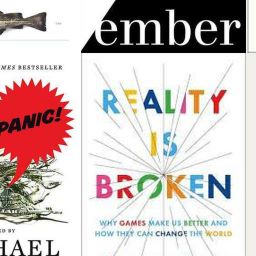 ember
MES BESTSELLER
PANIC!
ED BY
HAEL
REALITY
IS
BROKEN
WHY GAMES MAKE US BETTER AND
HOW THEY CAN CHANGE THE WORLD